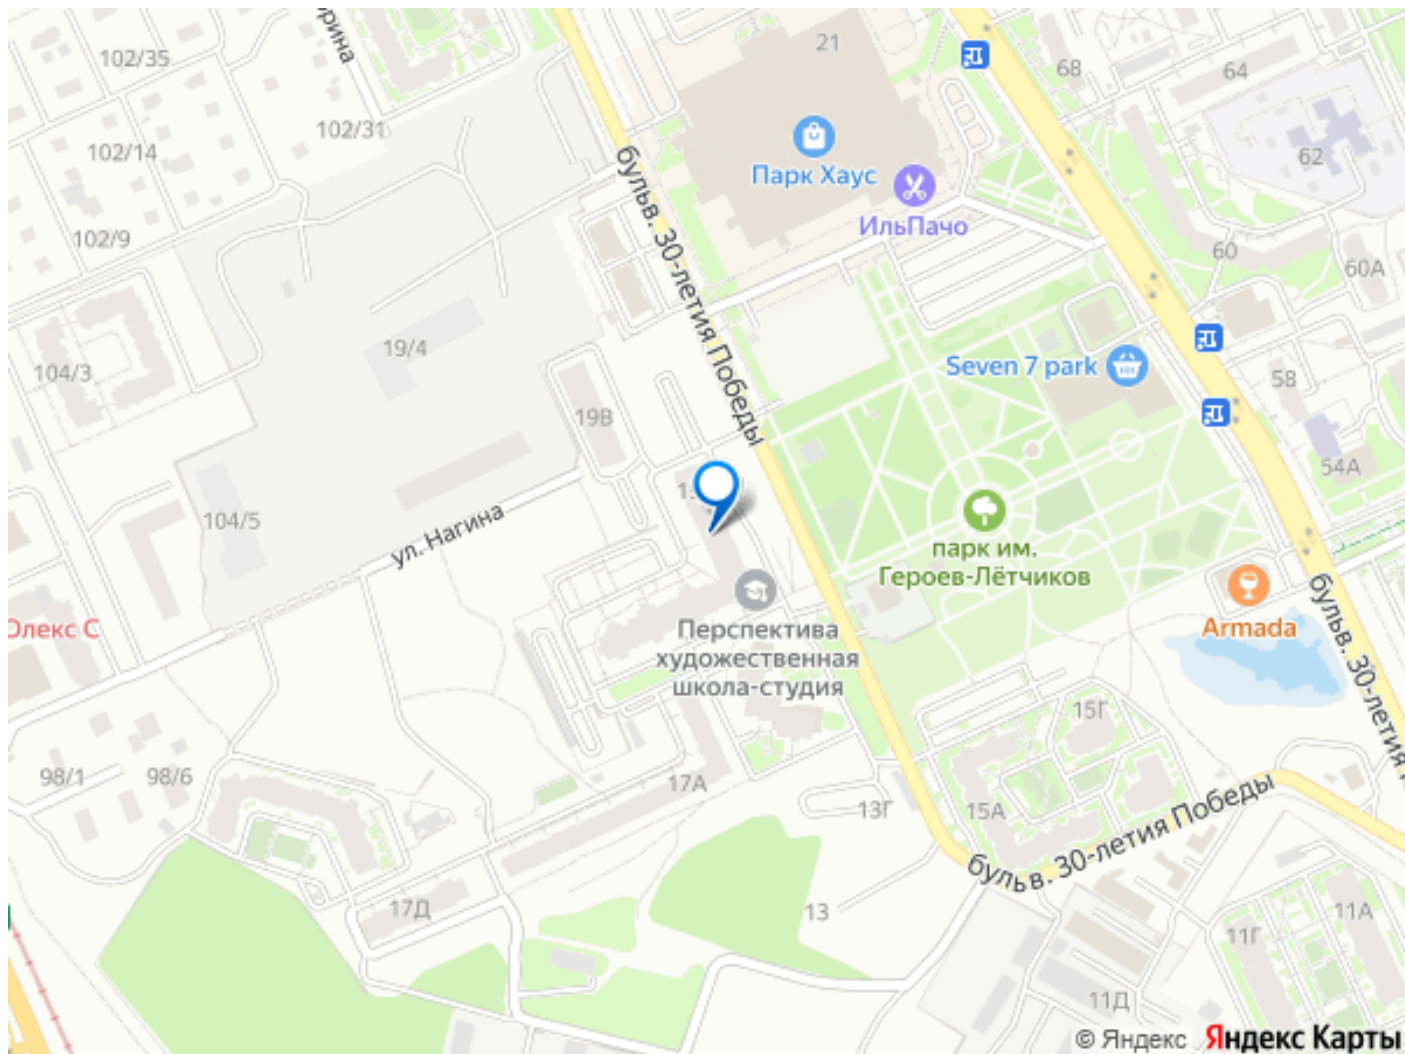 21
68
64
102/35
102/31
102/14
62
Парк Хаус
ИльПачо
102/9
бульв. 30-летия Победы
60
60А
19/4
104/3
Seven 7 park
58
19В
54А
104/5
ул. Нагина
парк им.
Героев-Лётчиков
Armada
бульв. 30-летия
Олекс С
Перспектива
художественная
школа-студия
15Г
98/1
98/6
17А
13Г
15А
бульв. 30-летия Победы
17Д
13
11А
11Г
11Д
© Яндекс Яндекс Карты